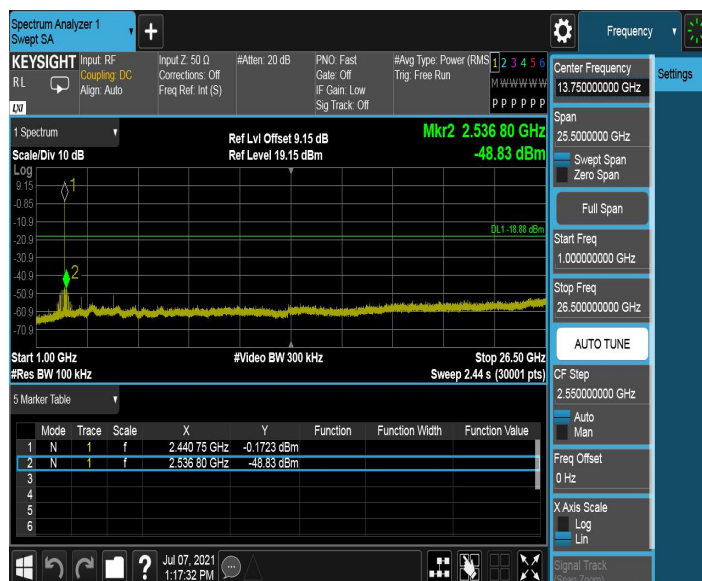 Spectrum Analyzer 1
Swept SA
+
Frequency
KEYSIGHT
RL
LXI
Input: RF
Coupling: DC
Align: Auto
Input Z: 50 Ω
Corrections: Off
Freq Ref: Int (S)
#Atten: 20 dB
PNO: Fast
Gate: Off
IF Gain: Low
Sig Track: Off
#Avg Type: Power (RMS
Trig: Free Run
1 2 3 4 5 6
M W W W W W
P P P P P P
1 Spectrum
Scale/Div 10 dB
Ref Lvl Offset 9.15 dB
Ref Level 19.15 dBm
Mkr2 2.536 80 GHz
-48.83 dBm
Log
9.15
-0.85
-10.9
-20.9
-30.9
-40.9
-50.9
-60.9
-70.9
1
2
DL1 -18.88 dBm
Start 1.00 GHz
#Res BW 100 kHz
#Video BW 300 kHz
Stop 26.50 GHz
Sweep 2.44 s (30001 pts)
5 Marker Table
Mode Trace Scale X Y Function Function Width Function Value
1 N 1 f 2.440 75 GHz -0.1723 dBm
2 N 1 f 2.536 80 GHz -48.83 dBm
3
4
5
6
?
Jul 07, 2021
1:17:32 PM
Center Frequency
13.750000000 GHz
Settings
Span
25.5000000 GHz
Swept Span
Zero Span
Full Span
Start Freq
1.000000000 GHz
Stop Freq
26.500000000 GHz
AUTO TUNE
CF Step
2.550000000 GHz
Auto
Man
Freq Offset
0 Hz
X Axis Scale
Log
Lin
Signal Track
(Span Zoom)